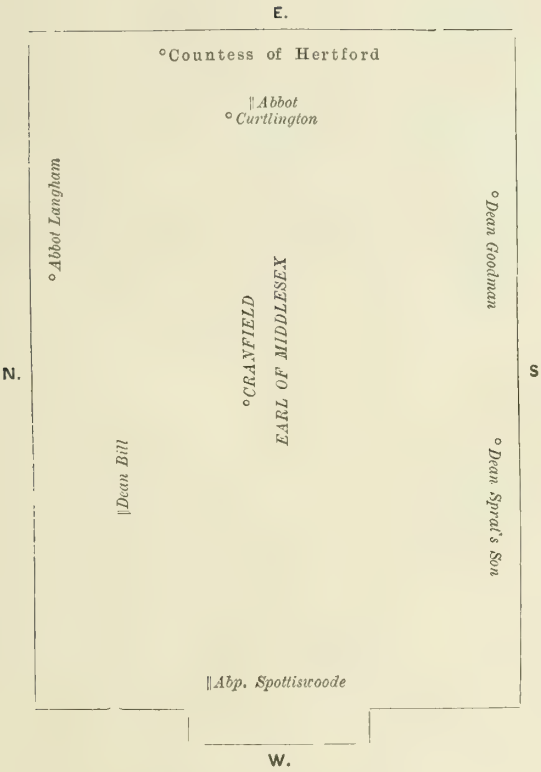 E.
°Countess of Hertford
||Abbot
°Curtlington
°Abbot Langham
°Dean Goodman
°CRANFIELD
EARL OF MIDDLESEX
N.
S
||Dean Bill
°Dean Sprat's Son
||Abp. Spottiswoode
W.